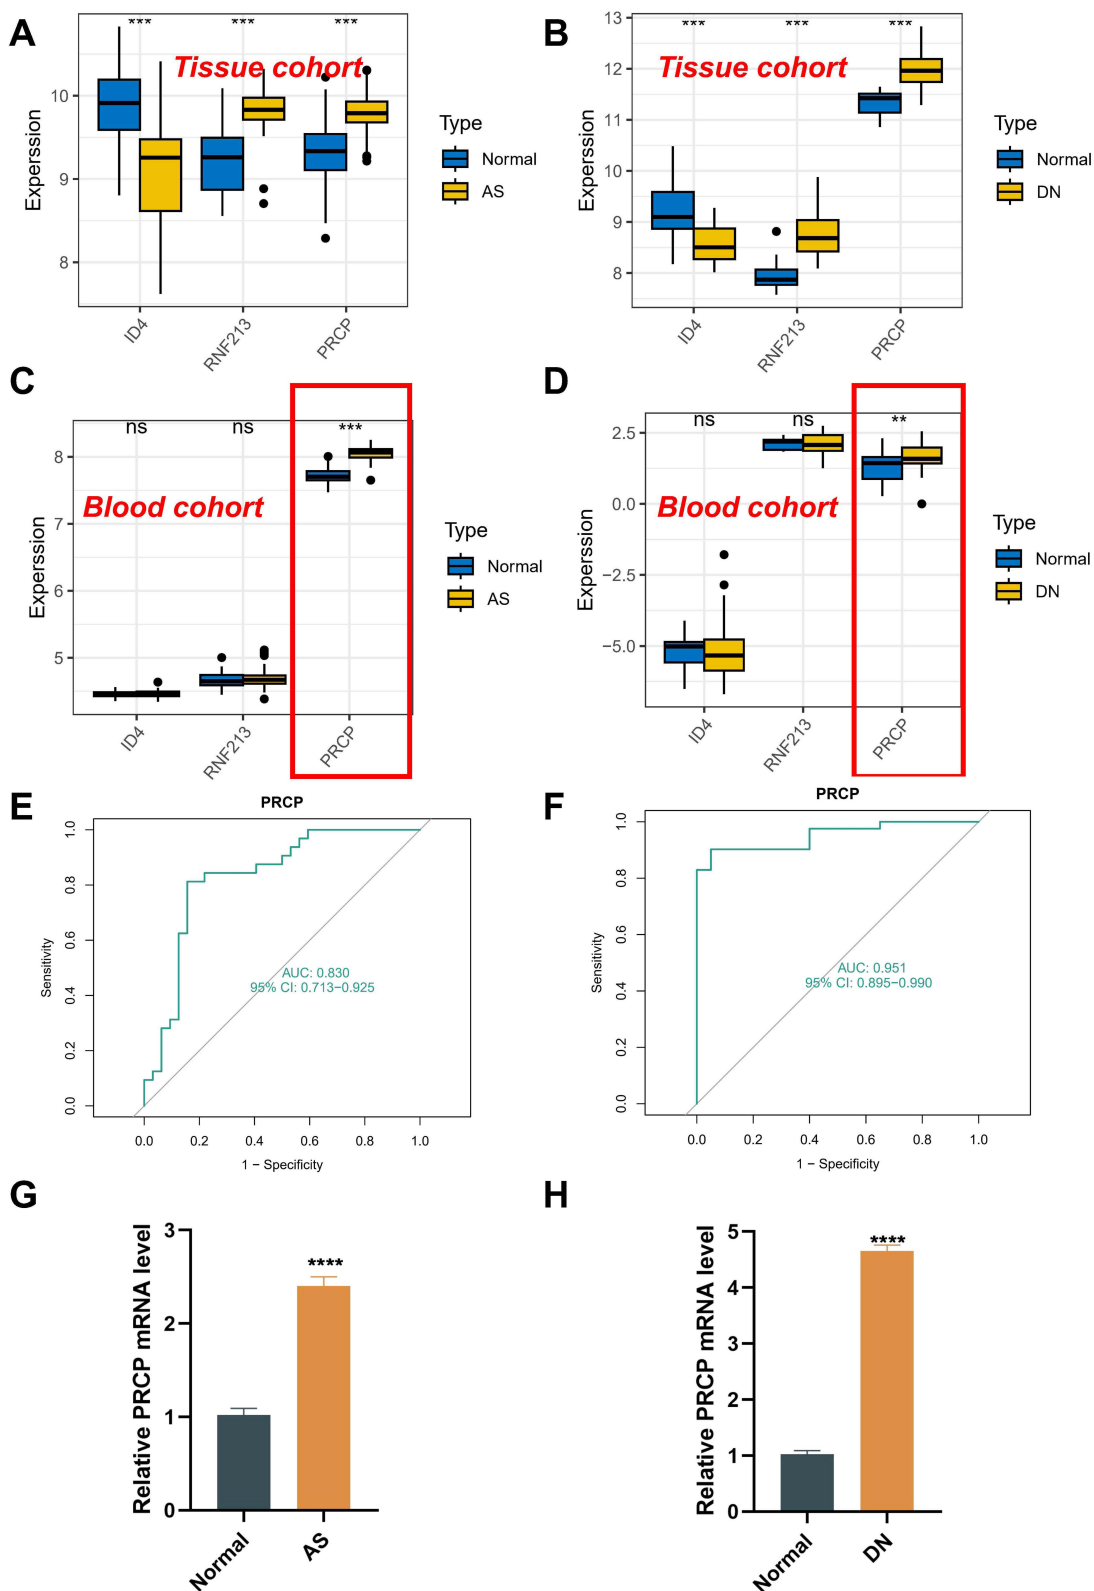 A
***
***
***
Tissue cohort
10
9
8
Experssion
ID4
RNF213
PRCP
Type
Normal
AS
B
***
***
***
Tissue cohort
13
12
11
10
9
8
Experssion
ID4
RNF213
PRCP
Type
Normal
DN
C
ns
ns
***
Blood cohort
8
7
6
5
Experssion
ID4
RNF213
PRCP
Type
Normal
AS
D
ns
ns
**
Blood cohort
2.5
0.0
−2.5
−5.0
Experssion
ID4
RNF213
PRCP
Type
Normal
DN
E
PRCP
1.0
0.8
0.6
0.4
0.2
0.0
Sensitivity
AUC: 0.830
95% CI: 0.713−0.925
0.0 0.2 0.4 0.6 0.8 1.0
1 − Specificity
F
PRCP
1.0
0.8
0.6
0.4
0.2
0.0
Sensitivity
AUC: 0.951
95% CI: 0.895−0.990
0.0 0.2 0.4 0.6 0.8 1.0
1 − Specificity
G
Relative PRCP mRNA level
3
2
1
0
****
Normal
AS
H
Relative PRCP mRNA level
5
4
3
2
1
0
****
Normal
DN